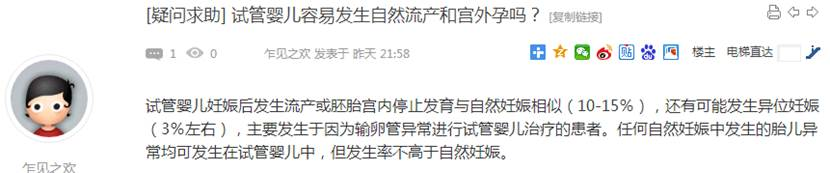 [疑问求助] 试管婴儿容易发生自然流产和宫外孕吗？ [复制链接]
1 0 乍见之欢 发表于 昨天 21:58 楼主 电梯直达
试管婴儿妊娠后发生流产或胚胎宫内停止发育与自然妊娠相似（10-15%），还有可能发生异位妊娠
（3%左右），主要发生于因为输卵管异常进行试管婴儿治疗的患者。任何自然妊娠中发生的胎儿异
常均可发生在试管婴儿中，但发生率不高于自然妊娠。
乍见之欢